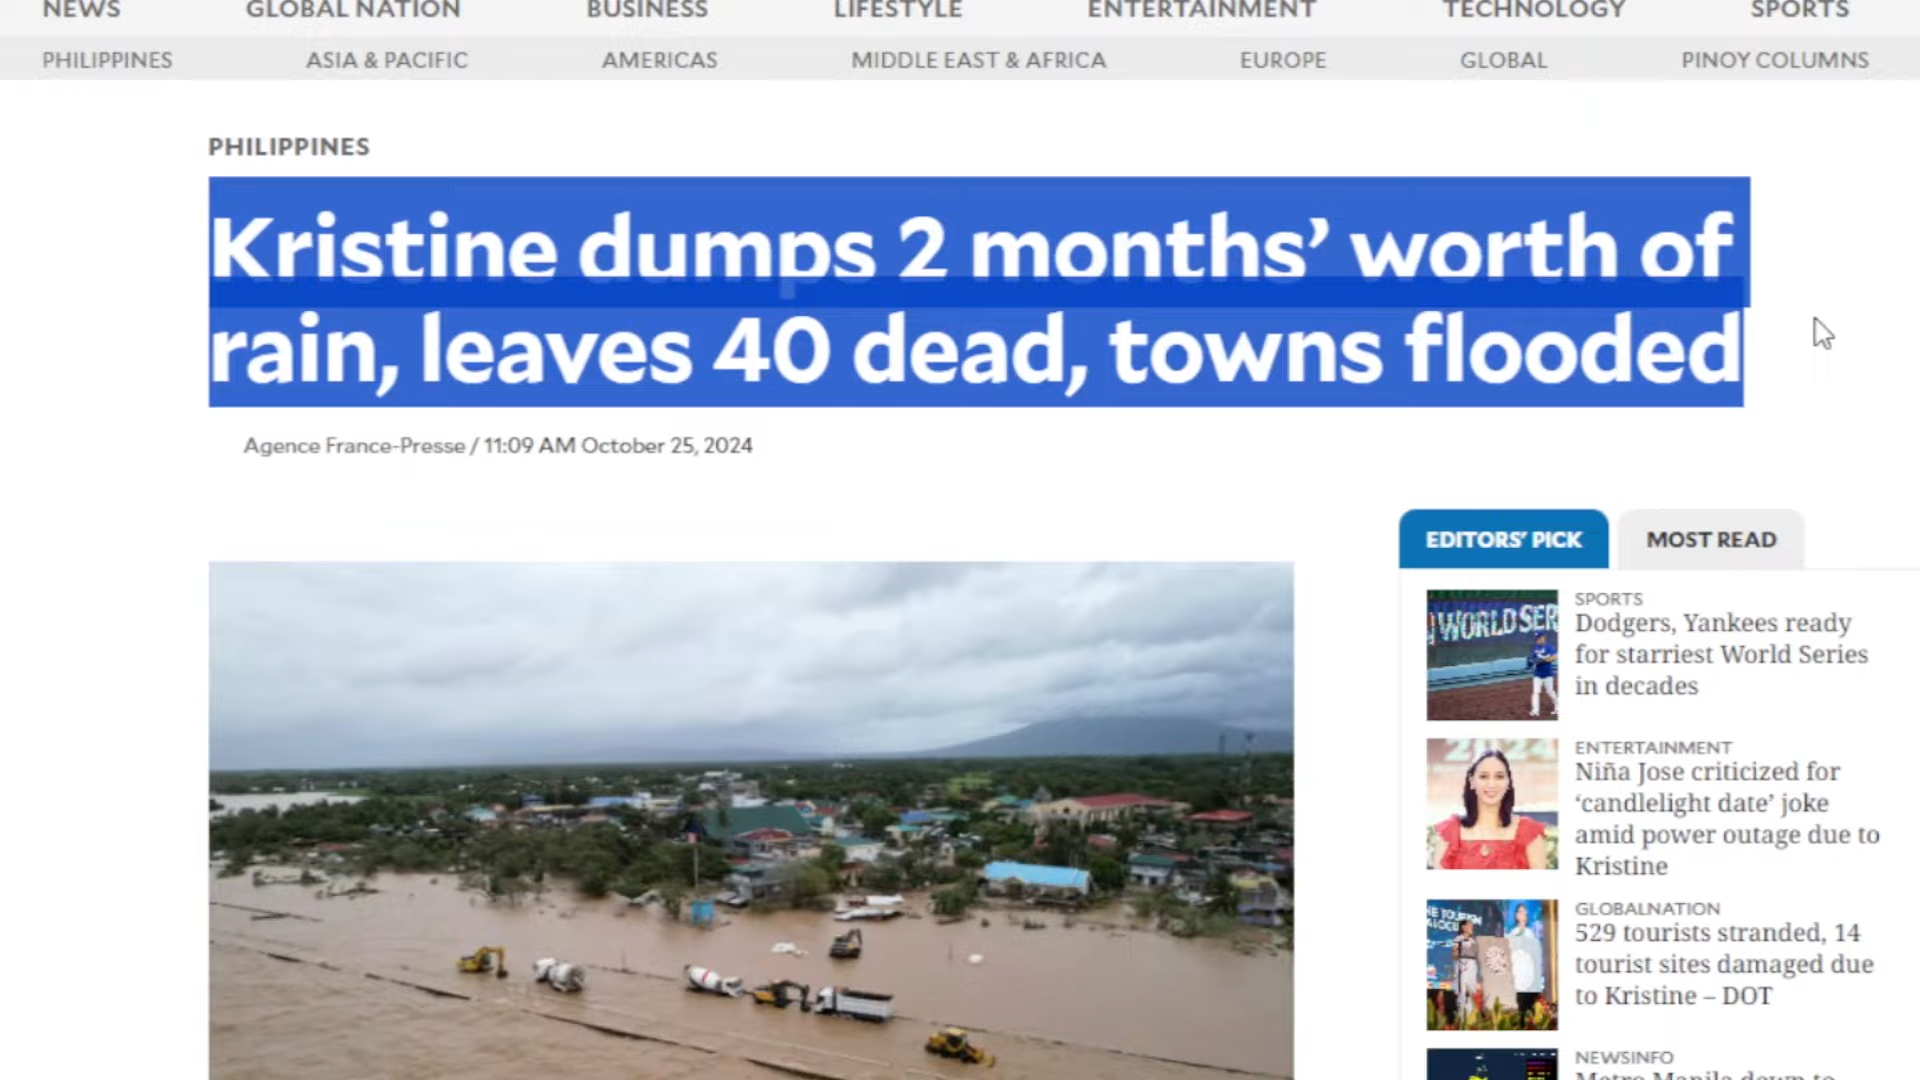 NEWS GLOBAL NATION BUSINESS LIFESTYLE ENTERTAINMENT TECHNOLOGY SPORTS
PHILIPPINES ASIA & PACIFIC AMERICAS MIDDLE EAST & AFRICA EUROPE GLOBAL PINOY COLUMNS
PHILIPPINES
Kristine dumps 2 months’ worth of
rain, leaves 40 dead, towns flooded
Agence France-Presse / 11:09 AM October 25, 2024
EDITORS’ PICK MOST READ
SPORTS
Dodgers, Yankees ready
for starriest World Series
in decades
ENTERTAINMENT
Niña Jose criticized for
‘candlelight date’ joke
amid power outage due to
Kristine
GLOBALNATION
529 tourists stranded, 14
tourist sites damaged due
to Kristine – DOT
NEWSINFO
Metro Manila down to